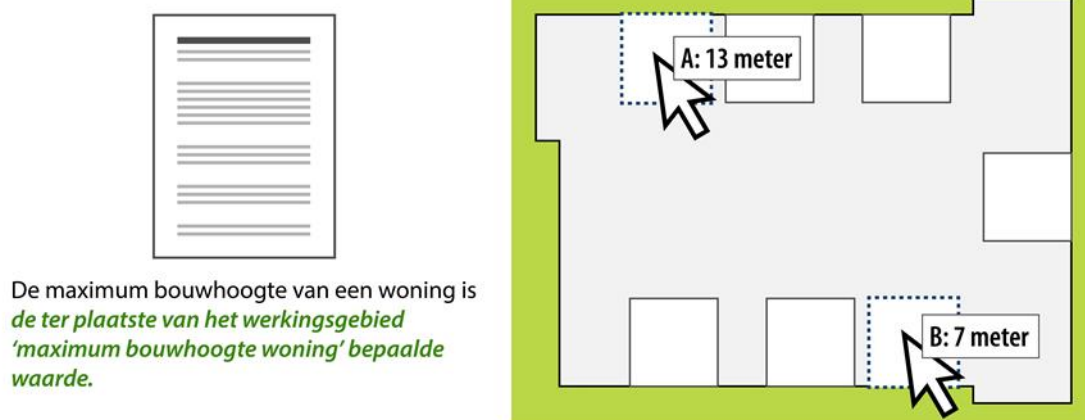 De maximum bouwhoogte van een woning is
de ter plaatste van het werkingsgebied
‘maximum bouwhoogte woning’ bepaalde
waarde.
A: 13 meter
B: 7 meter